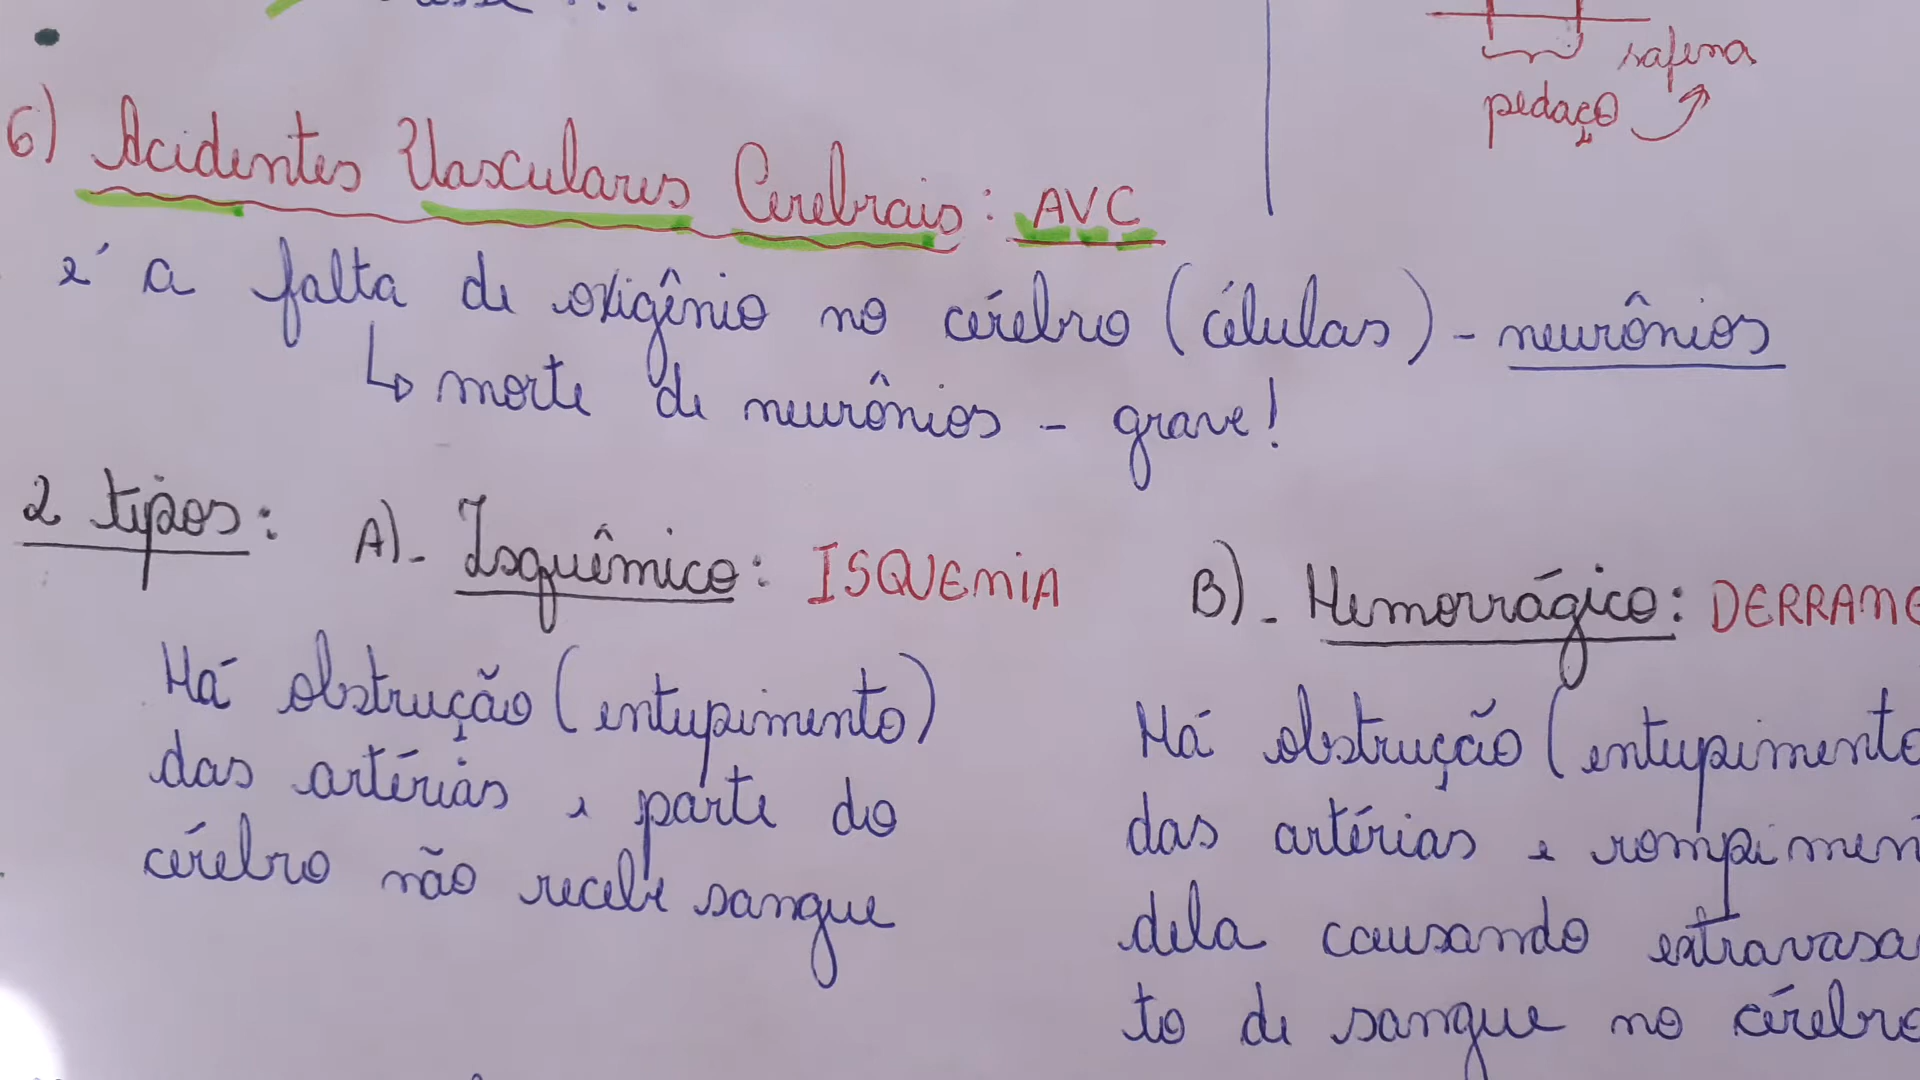 safena
pedaço
6) Acidentes Vasculares Cerebrais: AVC
é a falta de oxigênio no cérebro (células) - neurônios
↳ morte de neurônios - grave!
2 tipos: A)- Isquêmico: ISQUEMIA
Há obstrução (entupimento)
das artérias e parte do
cérebro não recebe sangue
B)- Hemorrágico: DERRAME
Há obstrução (entupimento
das artérias e rompimen
dela causando extravasa
to de sangue no cérebro